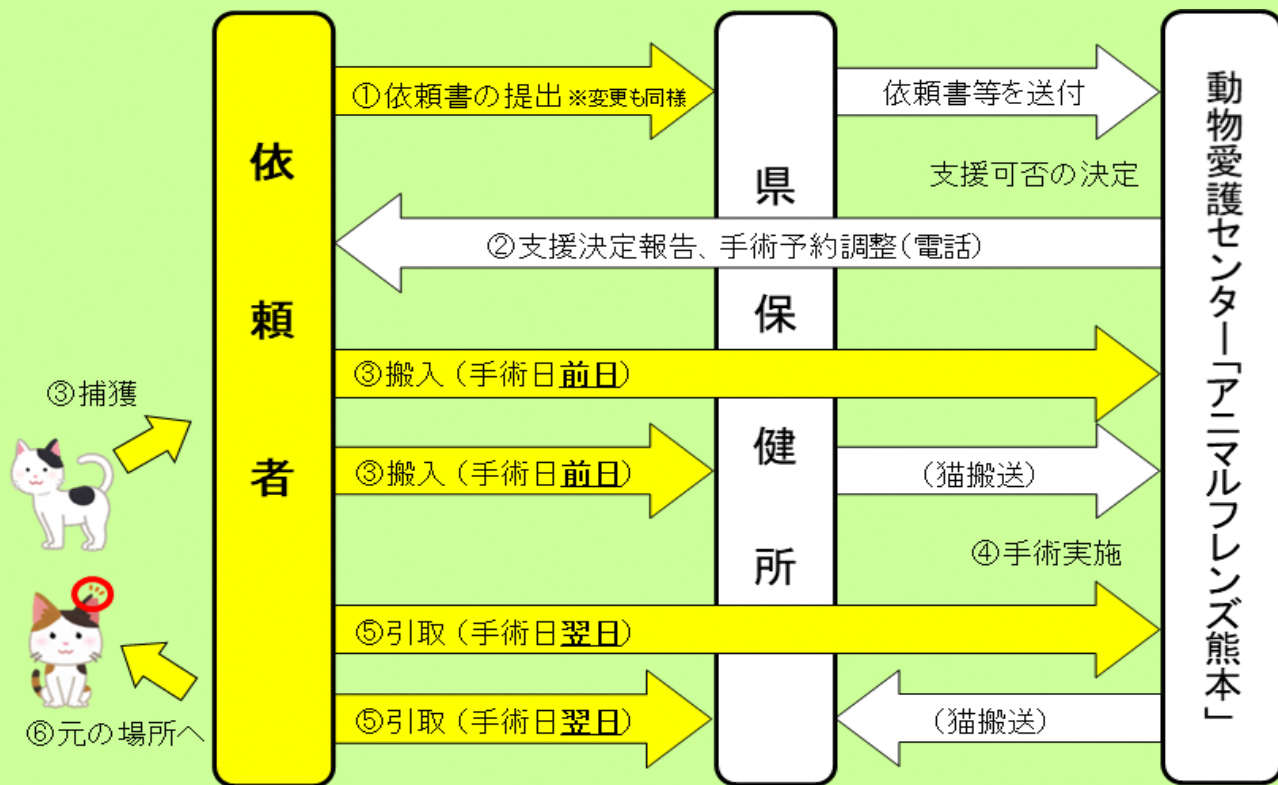 依頼者
県保健所
動物愛護センター「アニマルフレンズ熊本」
①依頼書の提出 ※変更も同様
依頼書等を送付
支援可否の決定
②支援決定報告、手術予約調整(電話)
③捕獲
③搬入(手術日前日)
③搬入(手術日前日)
(猫搬送)
④手術実施
⑤引取(手術日翌日)
⑤引取(手術日翌日)
(猫搬送)
⑥元の場所へ